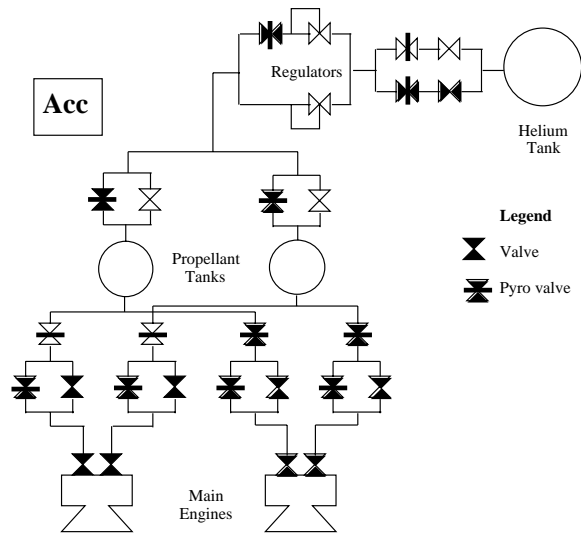 Regulators
Acc
Helium
Tank
Legend
Valve
Pyro valve
Propellant
Tanks
Main
Engines